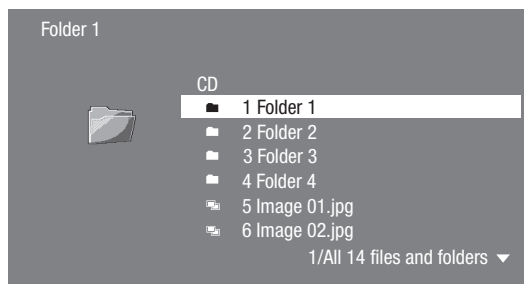 Folder 1
CD
1 Folder 1
2 Folder 2
3 Folder 3
4 Folder 4
5 Image 01.jpg
6 Image 02.jpg
1/All 14 files and folders ▼